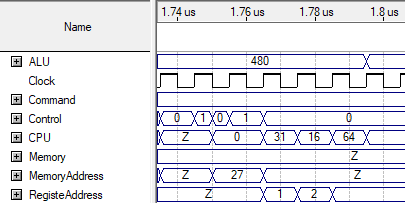 Name
1.74 us 1.76 us 1.78 us 1.8 us
ALU 480
Clock
Command
Control 0 1 0 1 0
CPU Z 0 31 16 64
Memory Z
MemoryAddress Z 27 Z
RegisteAddress Z 1 2